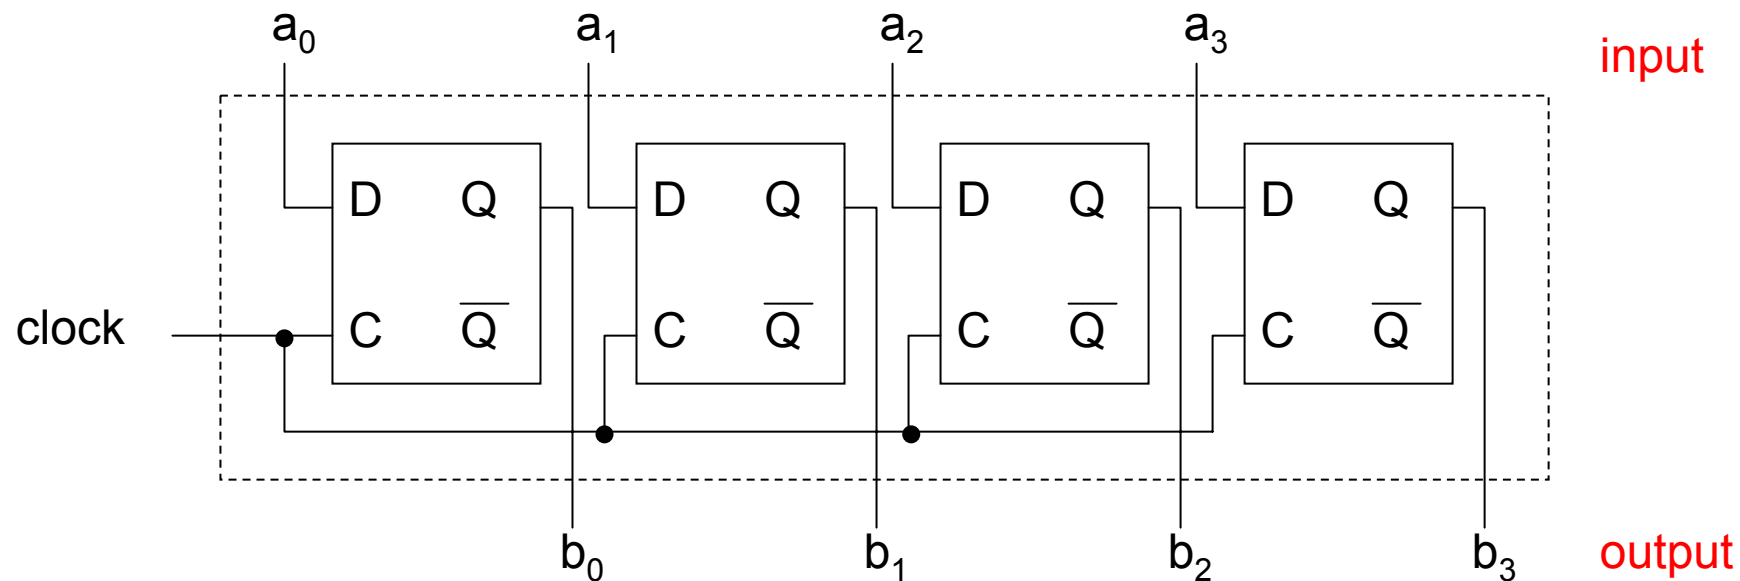 a₀ a₁ a₂ a₃ input
D Q D Q D Q D Q
clock C Q̅ C Q̅ C Q̅ C Q̅
b₀ b₁ b₂ b₃ output